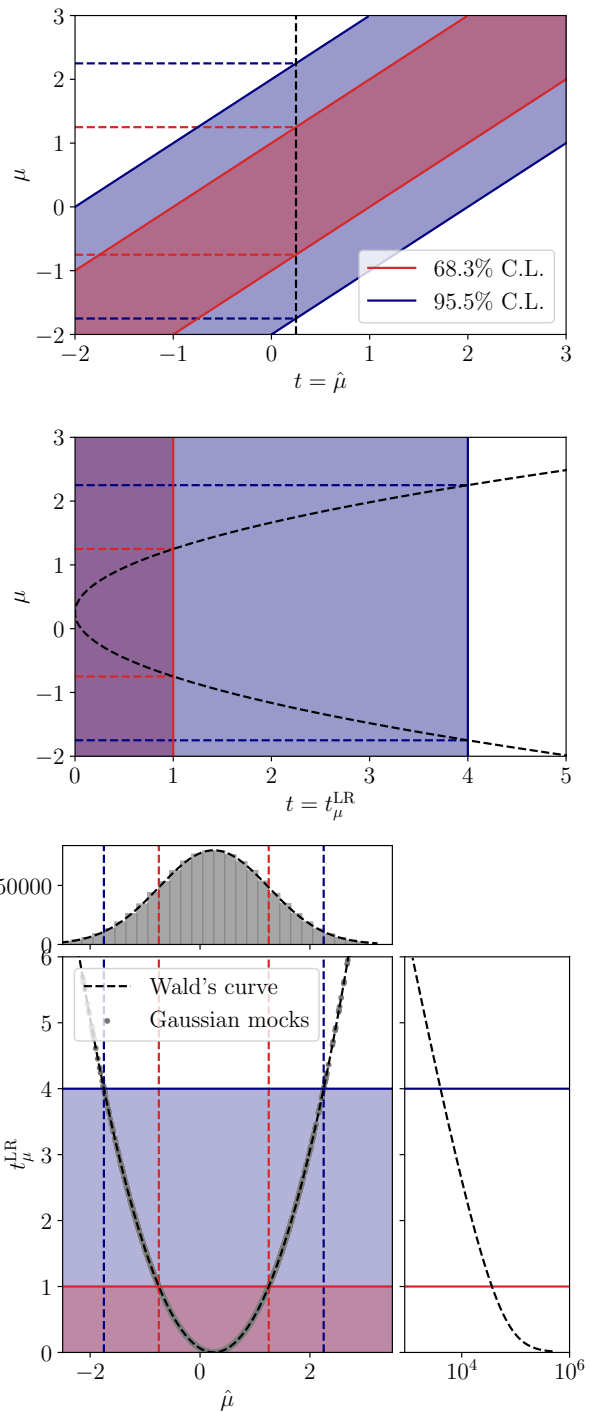 3
2
1
0
−1
−2
μ
68.3% C.L.
95.5% C.L.
−2 −1 0 1 2 3
t = μ̂
3
2
1
0
−1
−2
μ
0 1 2 3 4 5
t = t_μ^LR
50000
0
6
5
4
3
2
1
0
t_μ^LR
Wald's curve
Gaussian mocks
−2 0 2
μ̂
10^4 10^6